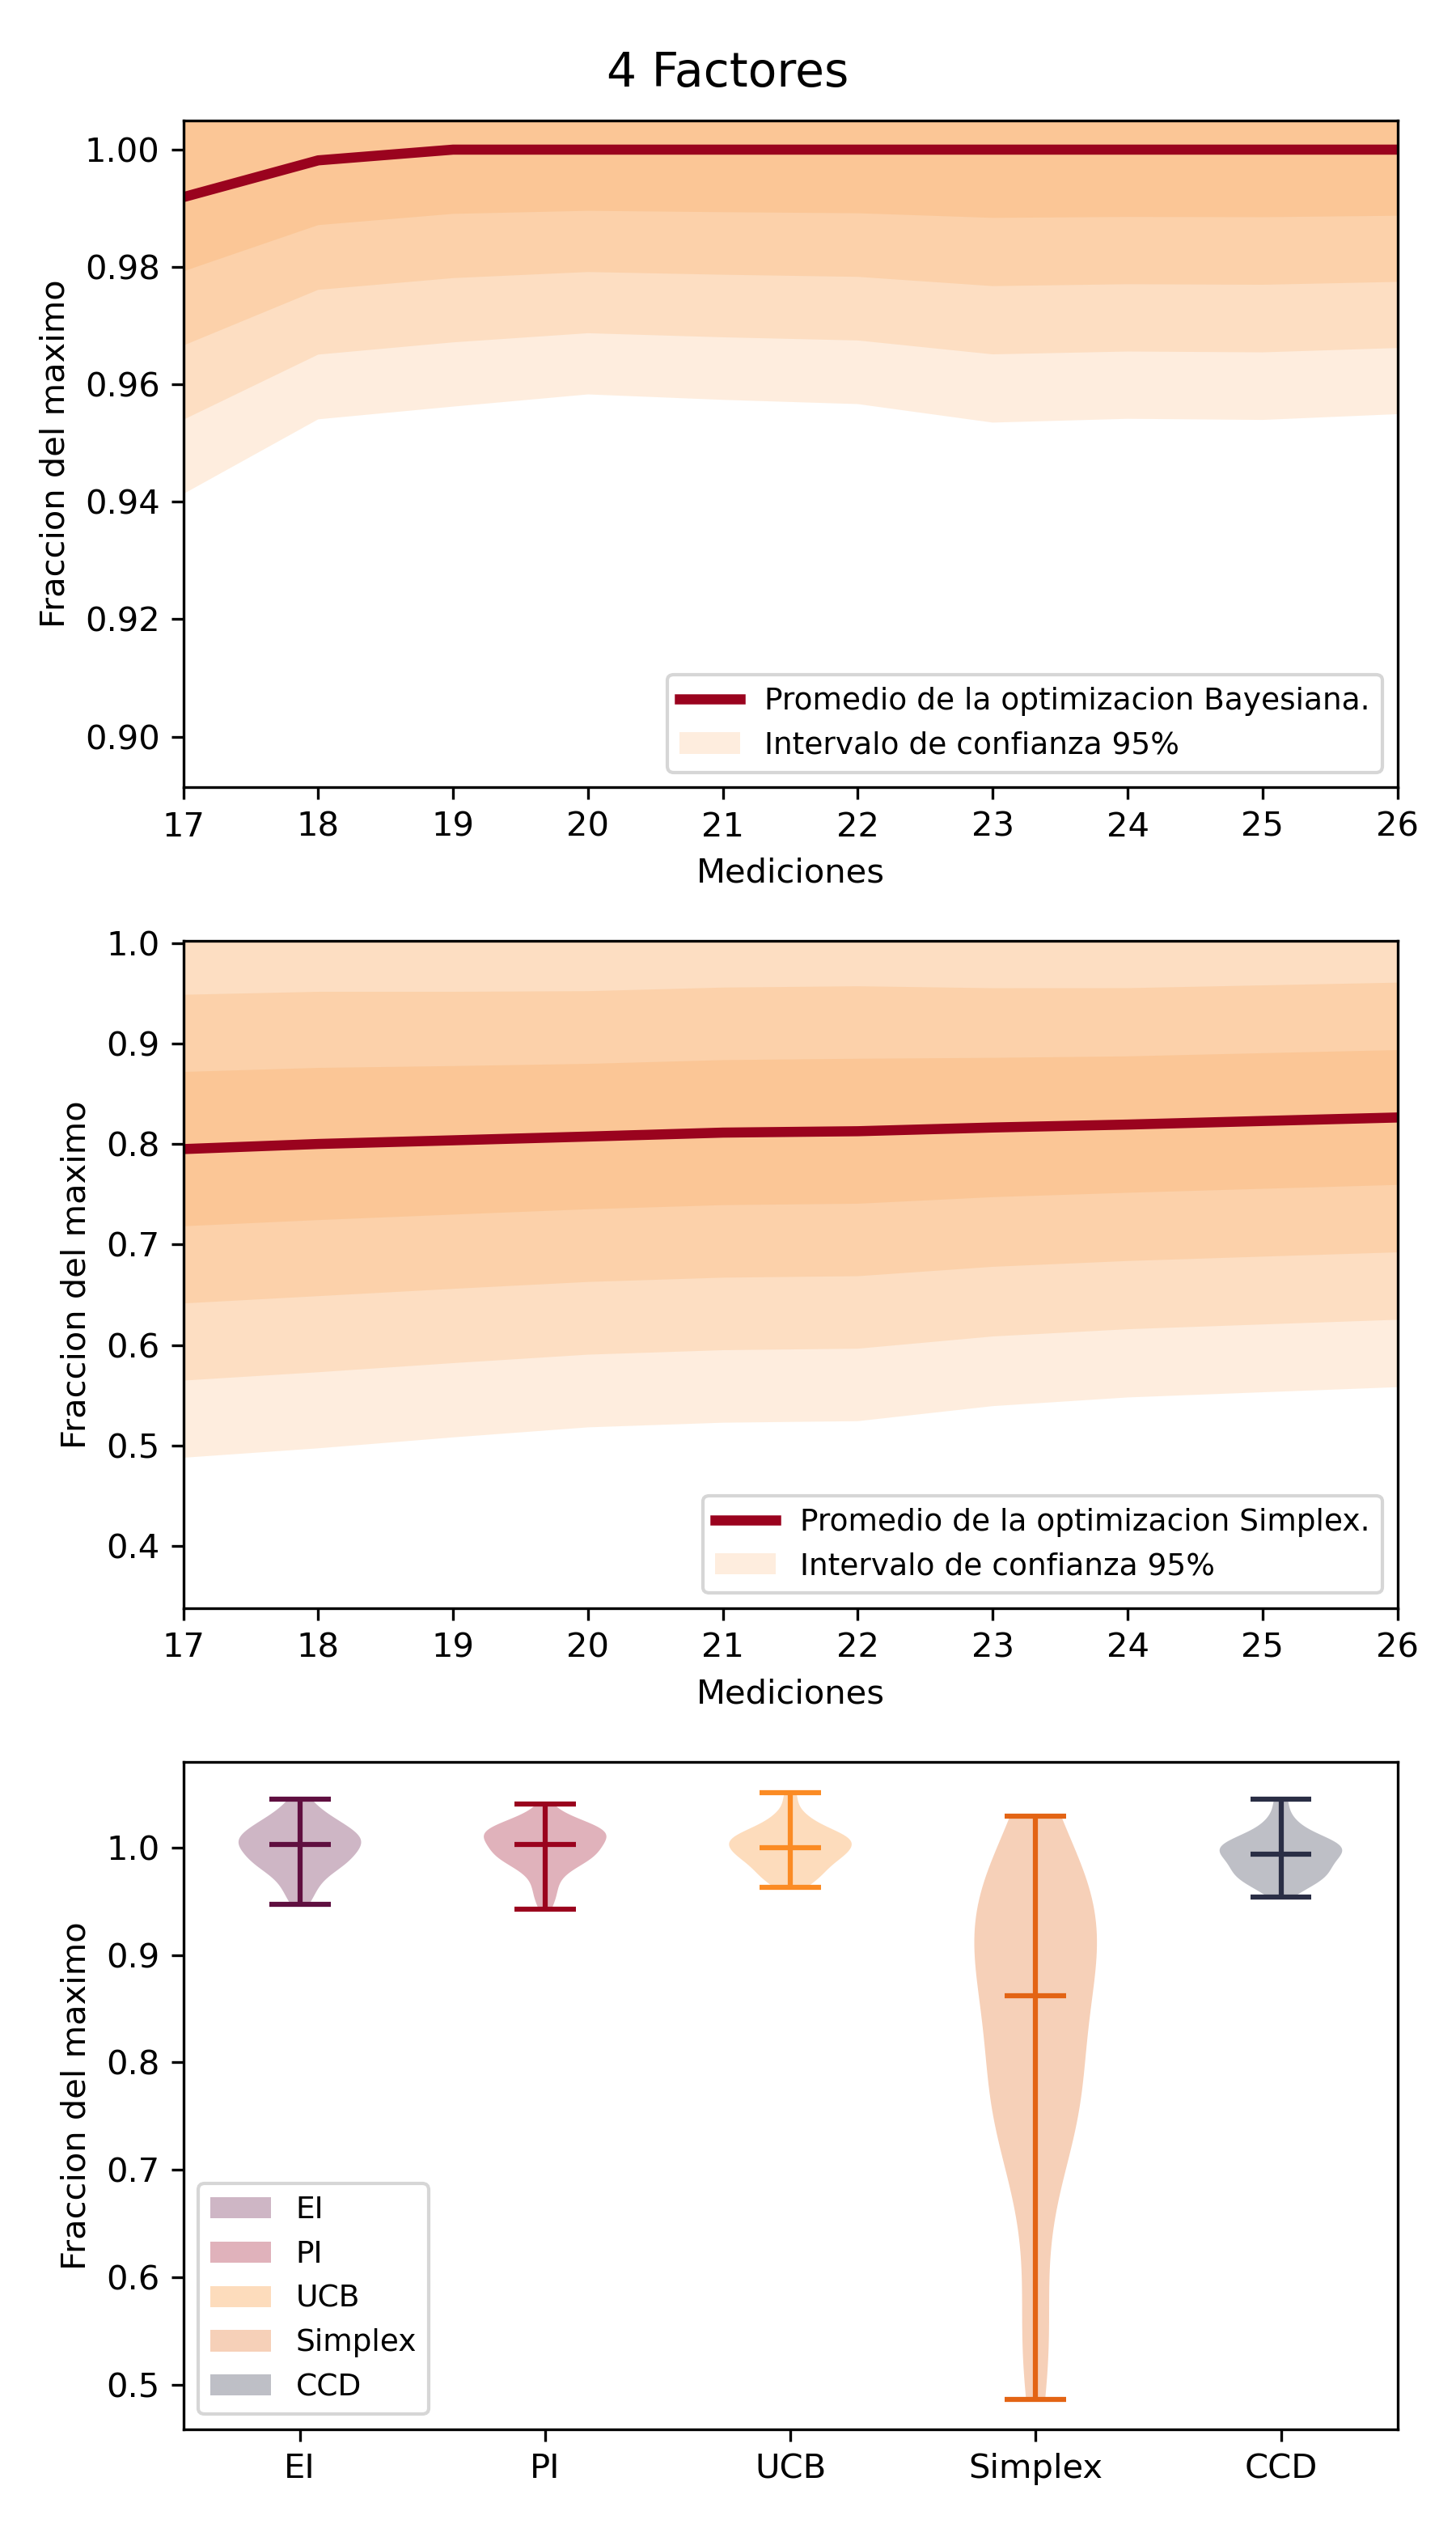 4 Factores
1.00
0.98
0.96
0.94
0.92
0.90
Fraccion del maximo
Promedio de la optimizacion Bayesiana.
Intervalo de confianza 95%
17 18 19 20 21 22 23 24 25 26
Mediciones
1.0
0.9
0.8
0.7
0.6
0.5
0.4
Fraccion del maximo
Promedio de la optimizacion Simplex.
Intervalo de confianza 95%
17 18 19 20 21 22 23 24 25 26
Mediciones
1.0
0.9
0.8
0.7
0.6
0.5
Fraccion del maximo
EI
PI
UCB
Simplex
CCD
EI PI UCB Simplex CCD